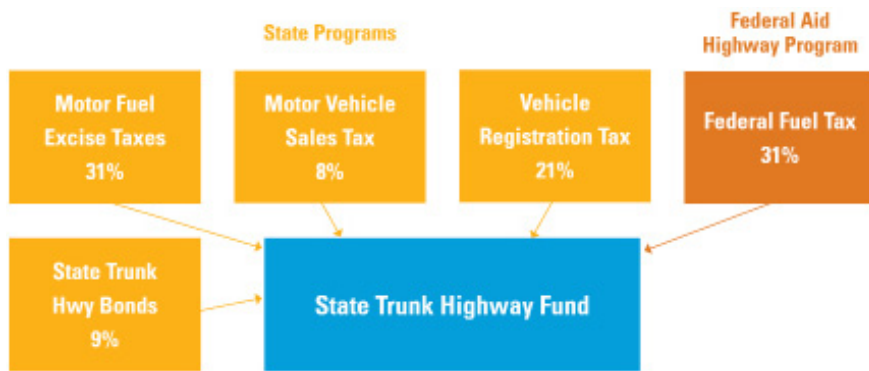 State Programs
Federal Aid
Highway Program
Motor Fuel
Excise Taxes
31%
Motor Vehicle
Sales Tax
8%
Vehicle
Registration Tax
21%
Federal Fuel Tax
31%
State Trunk
Hwy Bonds
9%
State Trunk Highway Fund